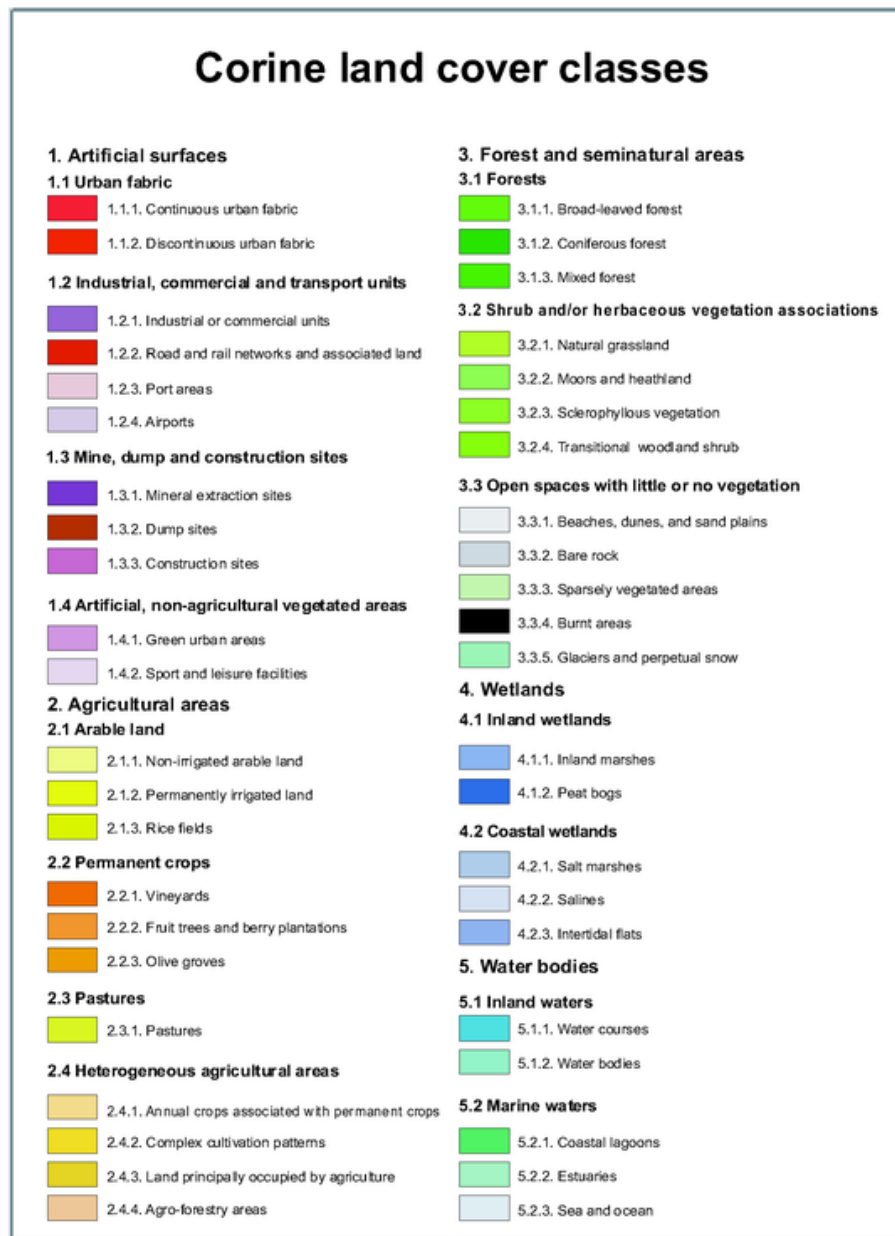 Corine land cover classes
1. Artificial surfaces
1.1 Urban fabric
1.1.1. Continuous urban fabric
1.1.2. Discontinuous urban fabric
1.2 Industrial, commercial and transport units
1.2.1. Industrial or commercial units
1.2.2. Road and rail networks and associated land
1.2.3. Port areas
1.2.4. Airports
1.3 Mine, dump and construction sites
1.3.1. Mineral extraction sites
1.3.2. Dump sites
1.3.3. Construction sites
1.4 Artificial, non-agricultural vegetated areas
1.4.1. Green urban areas
1.4.2. Sport and leisure facilities
2. Agricultural areas
2.1 Arable land
2.1.1. Non-irrigated arable land
2.1.2. Permanently irrigated land
2.1.3. Rice fields
2.2 Permanent crops
2.2.1. Vineyards
2.2.2. Fruit trees and berry plantations
2.2.3. Olive groves
2.3 Pastures
2.3.1. Pastures
2.4 Heterogeneous agricultural areas
2.4.1. Annual crops associated with permanent crops
2.4.2. Complex cultivation patterns
2.4.3. Land principally occupied by agriculture
2.4.4. Agro-forestry areas
3. Forest and seminatural areas
3.1 Forests
3.1.1. Broad-leaved forest
3.1.2. Coniferous forest
3.1.3. Mixed forest
3.2 Shrub and/or herbaceous vegetation associations
3.2.1. Natural grassland
3.2.2. Moors and heathland
3.2.3. Sclerophyllous vegetation
3.2.4. Transitional woodland shrub
3.3 Open spaces with little or no vegetation
3.3.1. Beaches, dunes, and sand plains
3.3.2. Bare rock
3.3.3. Sparsely vegetated areas
3.3.4. Burnt areas
3.3.5. Glaciers and perpetual snow
4. Wetlands
4.1 Inland wetlands
4.1.1. Inland marshes
4.1.2. Peat bogs
4.2 Coastal wetlands
4.2.1. Salt marshes
4.2.2. Salines
4.2.3. Intertidal flats
5. Water bodies
5.1 Inland waters
5.1.1. Water courses
5.1.2. Water bodies
5.2 Marine waters
5.2.1. Coastal lagoons
5.2.2. Estuaries
5.2.3. Sea and ocean